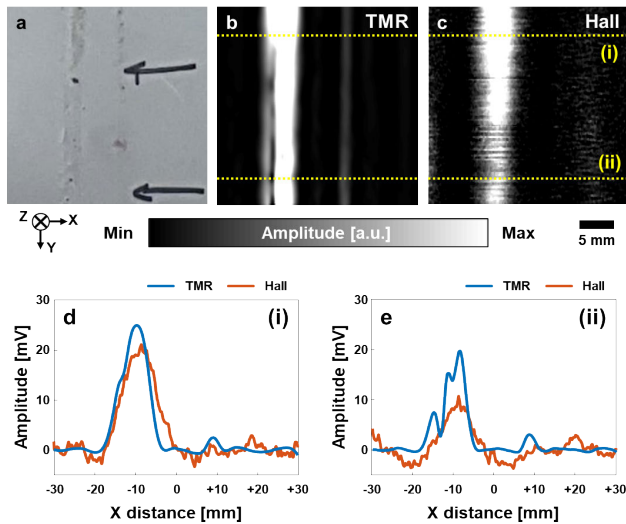 a
b
TMR
c
Hall
(i)
(ii)
Z
X
Y
Min
Amplitude [a.u.]
Max
5 mm
TMR Hall
d
(i)
Amplitude [mV]
30
20
10
0
-30 -20 -10 0 +10 +20 +30
X distance [mm]
TMR Hall
e
(ii)
Amplitude [mV]
30
20
10
0
-30 -20 -10 0 +10 +20 +30
X distance [mm]